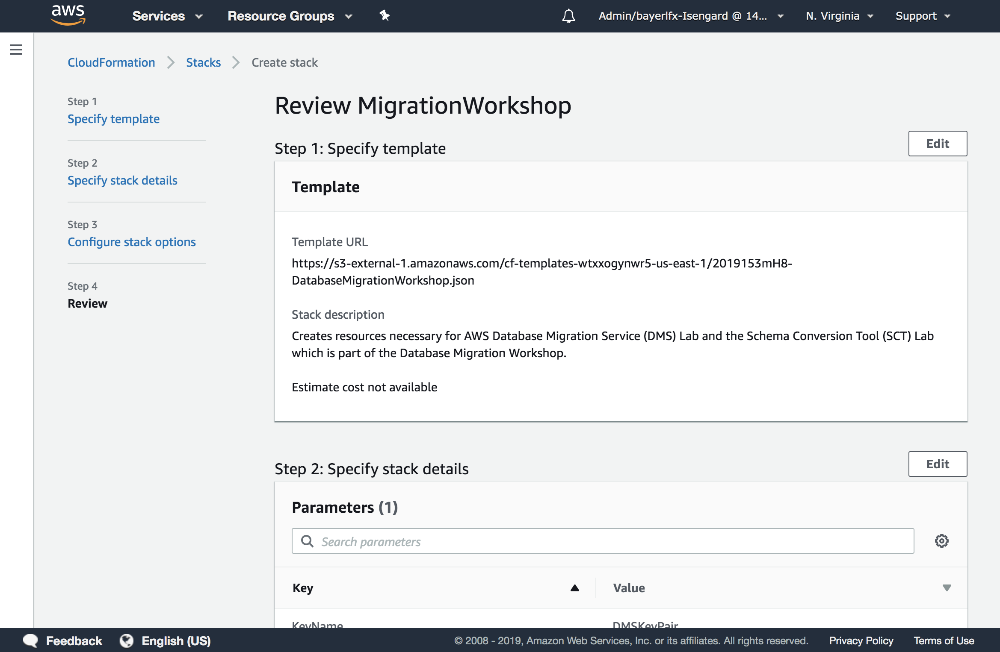 aws
Services
Resource Groups
Admin/bayerlfx-Isengard @ 14...
N. Virginia
Support
CloudFormation
Stacks
Create stack
Step 1
Specify template
Step 2
Specify stack details
Step 3
Configure stack options
Step 4
Review
Review MigrationWorkshop
Step 1: Specify template
Edit
Template
Template URL
https://s3-external-1.amazonaws.com/cf-templates-wtxxogynwr5-us-east-1/2019153mH8-
DatabaseMigrationWorkshop.json
Stack description
Creates resources necessary for AWS Database Migration Service (DMS) Lab and the Schema Conversion Tool (SCT) Lab
which is part of the Database Migration Workshop.
Estimate cost not available
Step 2: Specify stack details
Edit
Parameters (1)
Search parameters
Key
Value
KeyName
DMSKeyPair
Feedback
English (US)
© 2008 - 2019, Amazon Web Services, Inc. or its affiliates. All rights reserved.
Privacy Policy
Terms of Use